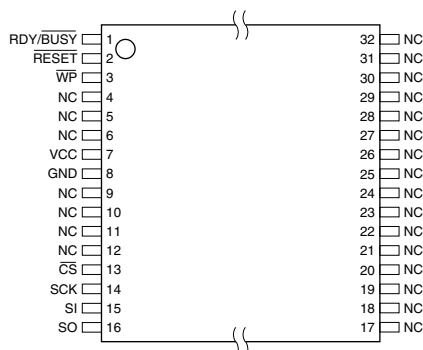 RDY/BUSY 1 32 NC
RESET 2 31 NC
WP 3 30 NC
NC 4 29 NC
NC 5 28 NC
NC 6 27 NC
VCC 7 26 NC
GND 8 25 NC
NC 9 24 NC
NC 10 23 NC
NC 11 22 NC
NC 12 21 NC
CS 13 20 NC
SCK 14 19 NC
SI 15 18 NC
SO 16 17 NC